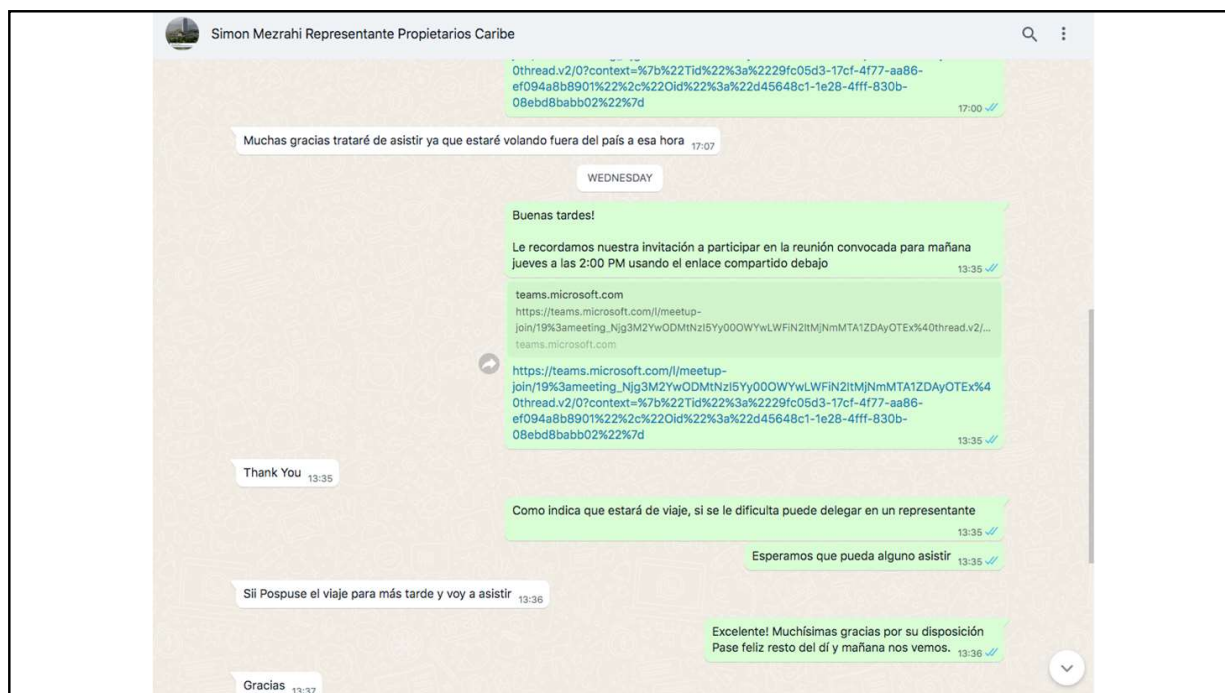 Simon Mezrahi Representante Propietarios Caribe
0thread.v2/0?context=%7b%22Tid%22%3a%2229fc05d3-17cf-4f77-aa86-
ef094a8b8901%22%2c%22Oid%22%3a%22d45648c1-1e28-4fff-830b-
08ebd8babb02%22%7d
17:00
Muchas gracias trataré de asistir ya que estaré volando fuera del país a esa hora 17:07
WEDNESDAY
Buenas tardes!
Le recordamos nuestra invitación a participar en la reunión convocada para mañana
jueves a las 2:00 PM usando el enlace compartido debajo
13:35
teams.microsoft.com
https://teams.microsoft.com/l/meetup-
join/19%3ameeting_Njg3M2YwODMtNzI5Yy00OWYwLWFiN2ItMjNmMTA1ZDAyOTEx%40thread.v2/...
teams.microsoft.com
https://teams.microsoft.com/l/meetup-
join/19%3ameeting_Njg3M2YwODMtNzI5Yy00OWYwLWFiN2ItMjNmMTA1ZDAyOTEx%4
0thread.v2/0?context=%7b%22Tid%22%3a%2229fc05d3-17cf-4f77-aa86-
ef094a8b8901%22%2c%22Oid%22%3a%22d45648c1-1e28-4fff-830b-
08ebd8babb02%22%7d
13:35
Thank You 13:35
Como indica que estará de viaje, si se le dificulta puede delegar en un representante
13:35
Esperamos que pueda alguno asistir 13:35
Sii Pospuse el viaje para más tarde y voy a asistir 13:36
Excelente! Muchísimas gracias por su disposición
Pase feliz resto del dí y mañana nos vemos. 13:36
Gracias 13:37